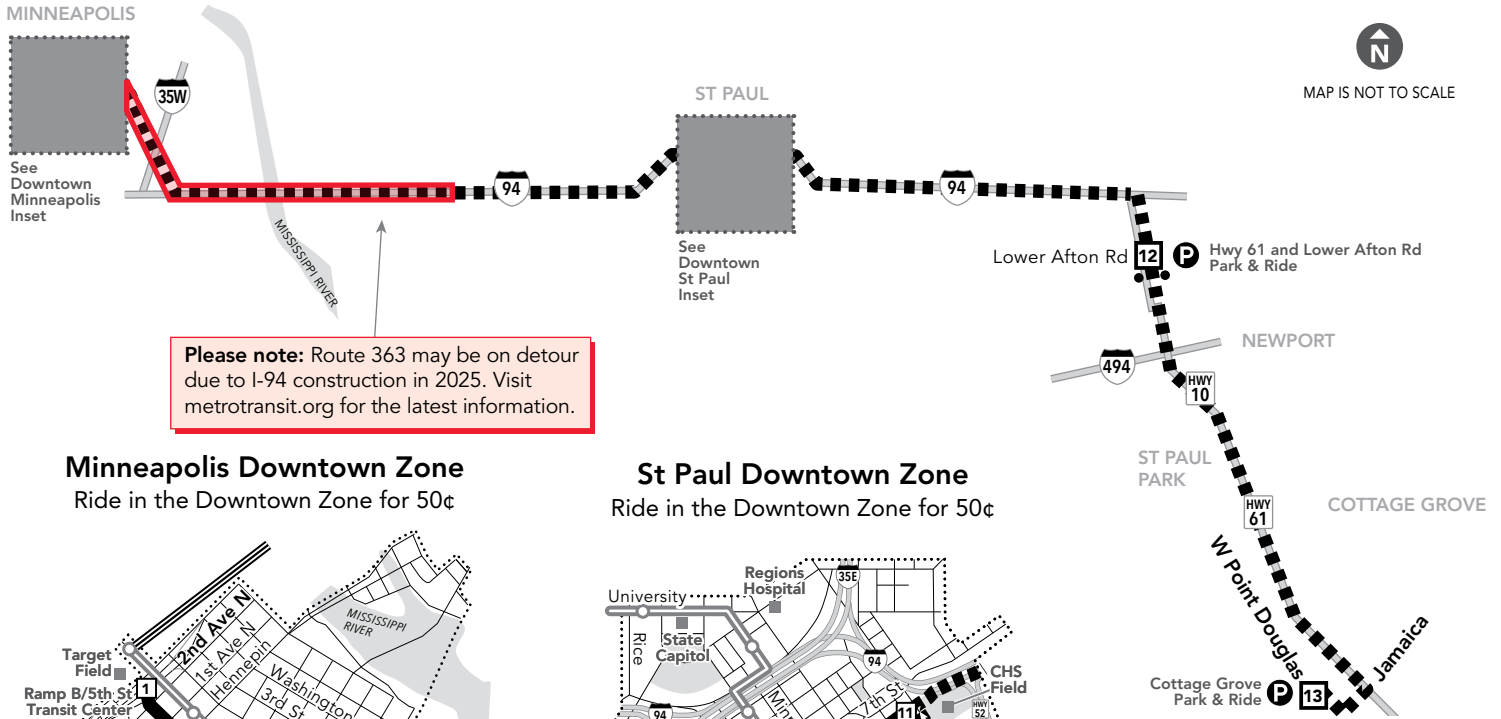 MINNEAPOLIS
35W
See
Downtown
Minneapolis
Inset
MISSISSIPPI RIVER
94
ST PAUL
See
Downtown
St Paul
Inset
94
N
MAP IS NOT TO SCALE
Lower Afton Rd
12
P
Hwy 61 and Lower Afton Rd
Park & Ride
NEWPORT
494
HWY
10
ST PAUL
PARK
HWY
61
COTTAGE GROVE
W Point Douglas
Jamaica
Cottage Grove
Park & Ride
P
13
Please note: Route 363 may be on detour
due to I-94 construction in 2025. Visit
metrotransit.org for the latest information.
Minneapolis Downtown Zone
Ride in the Downtown Zone for 50¢
MISSISSIPPI
RIVER
2nd Ave N
1st Ave N
Hennepin
Washington
3rd St
Target
Field
Ramp B/5th St
Transit Center
1
St Paul Downtown Zone
Ride in the Downtown Zone for 50¢
Regions
Hospital
35E
University
Rice
State
Capitol
94
94
7th St
11
CHS
Field
HWY
52